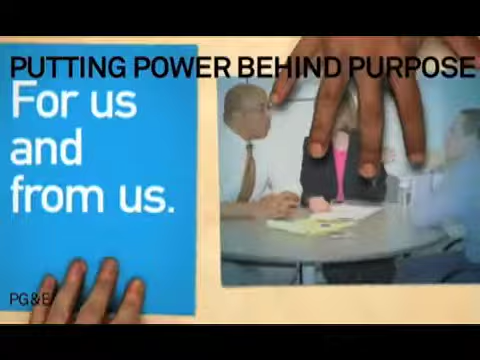 PUTTING POWER BEHIND PURPOSE
For us
and
from us.
PG&E